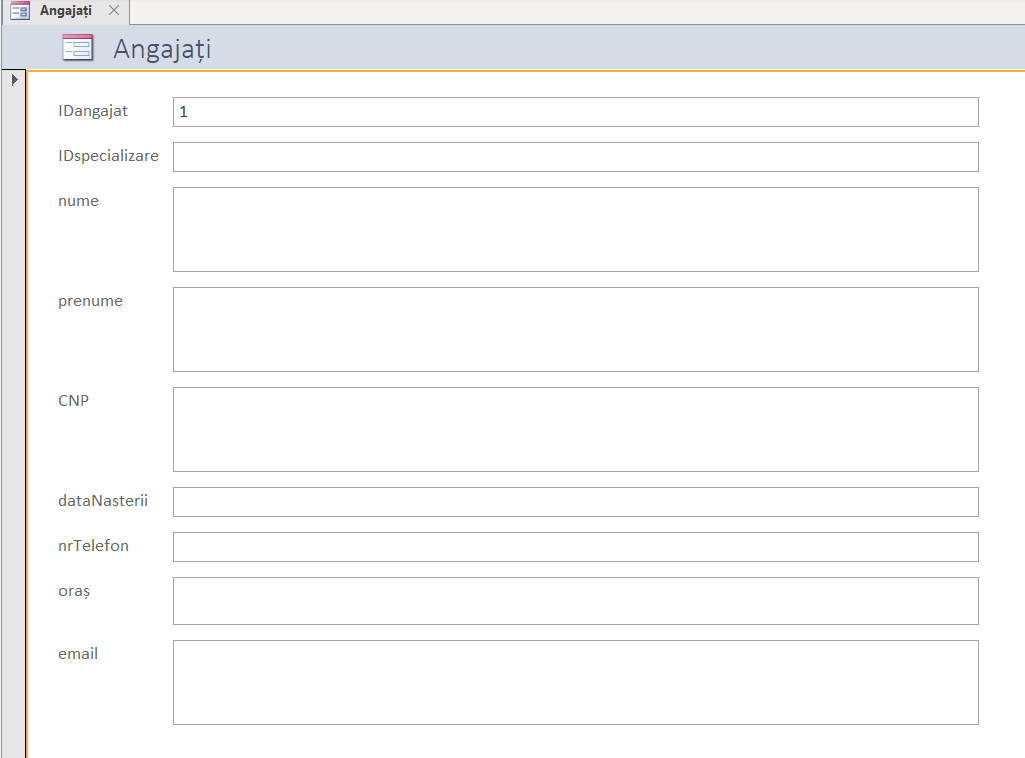 Angajați
Angajați
IDangajat 1
IDspecializare
nume
prenume
CNP
dataNasterii
nrTelefon
oraș
email